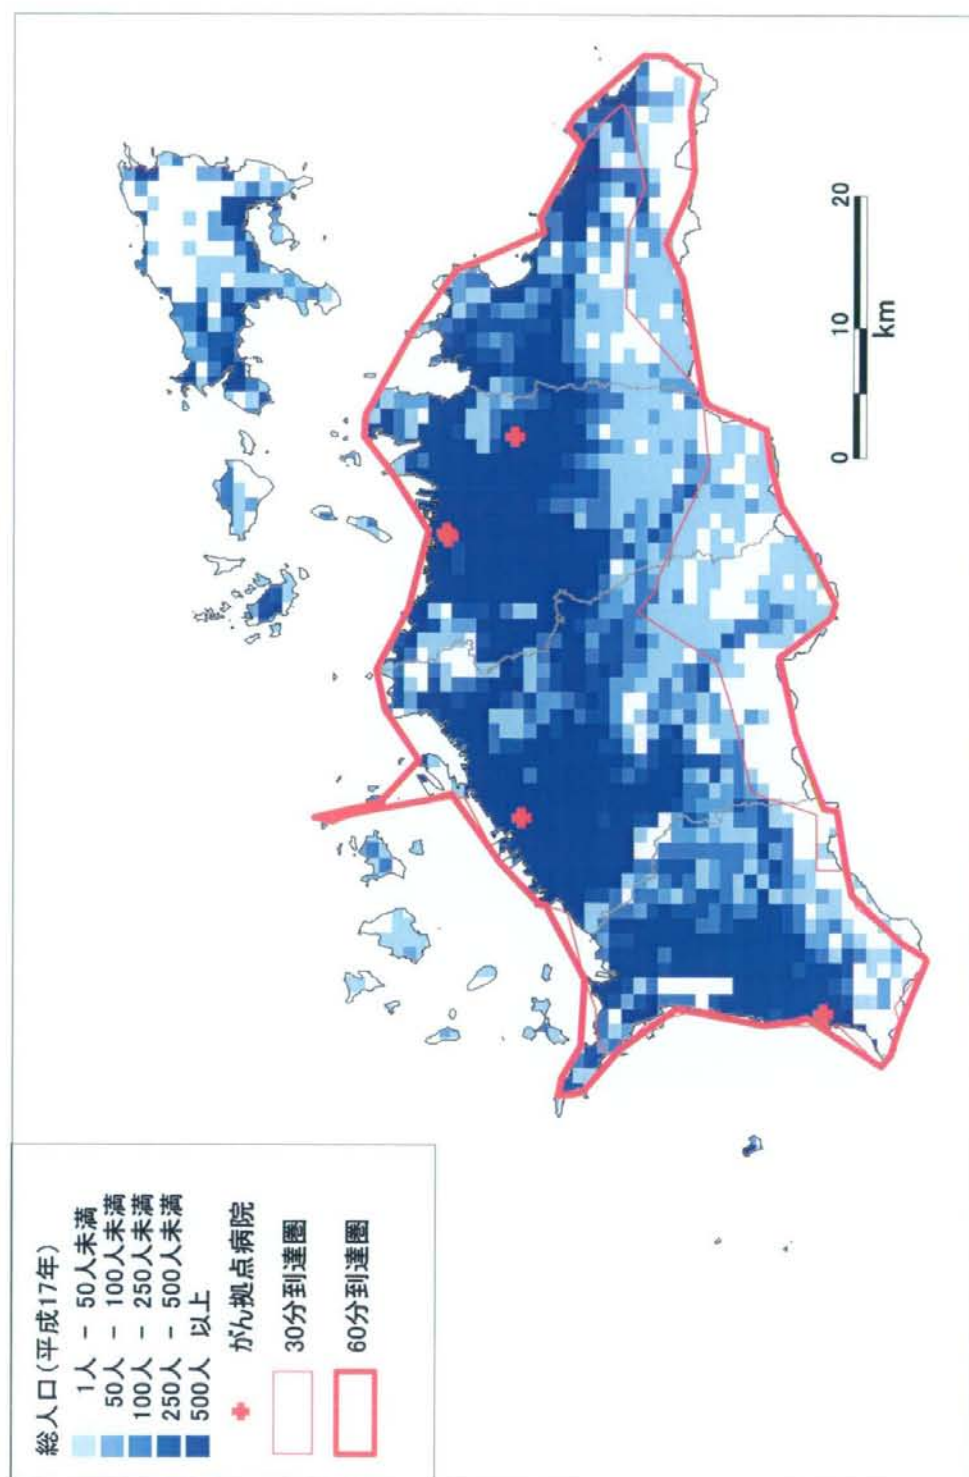 総人口(平成17年)
1人 - 50人未満
50人 - 100人未満
100人 - 250人未満
250人 - 500人未満
500人 以上
がん拠点病院
30分到達圏
60分到達圏
0 10 20
km